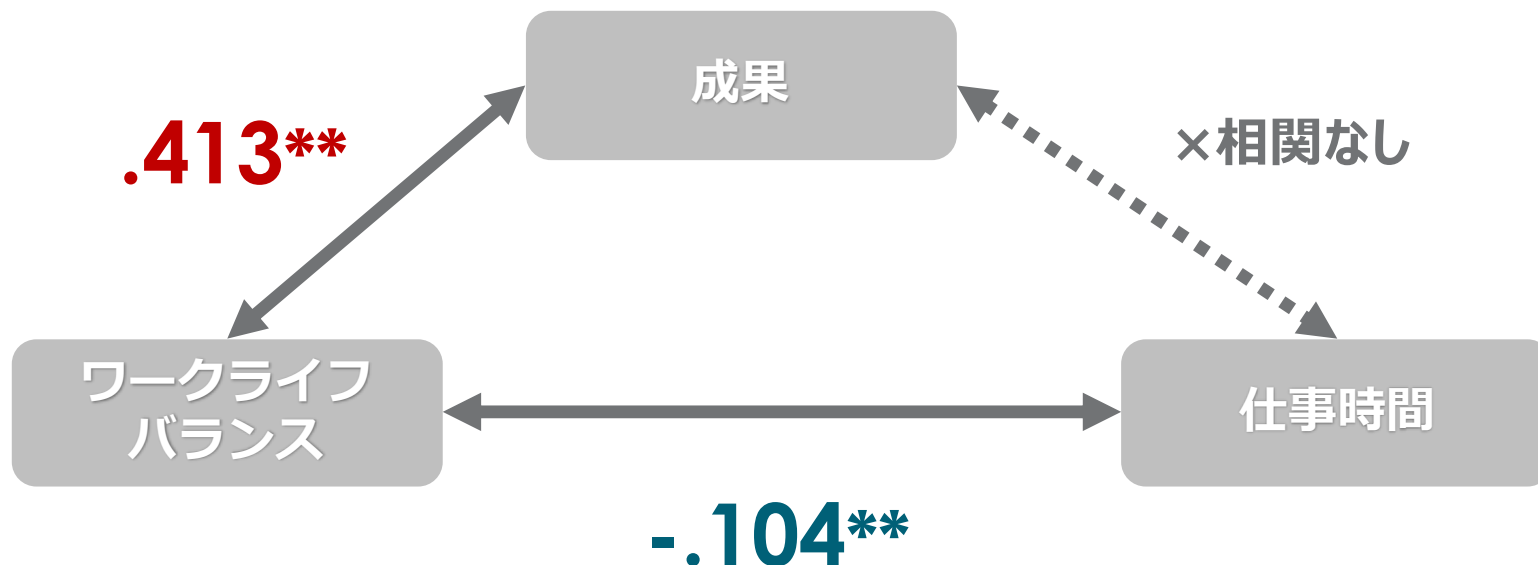 成果
.413**
×相関なし
ワークライフ
バランス
仕事時間
-.104**